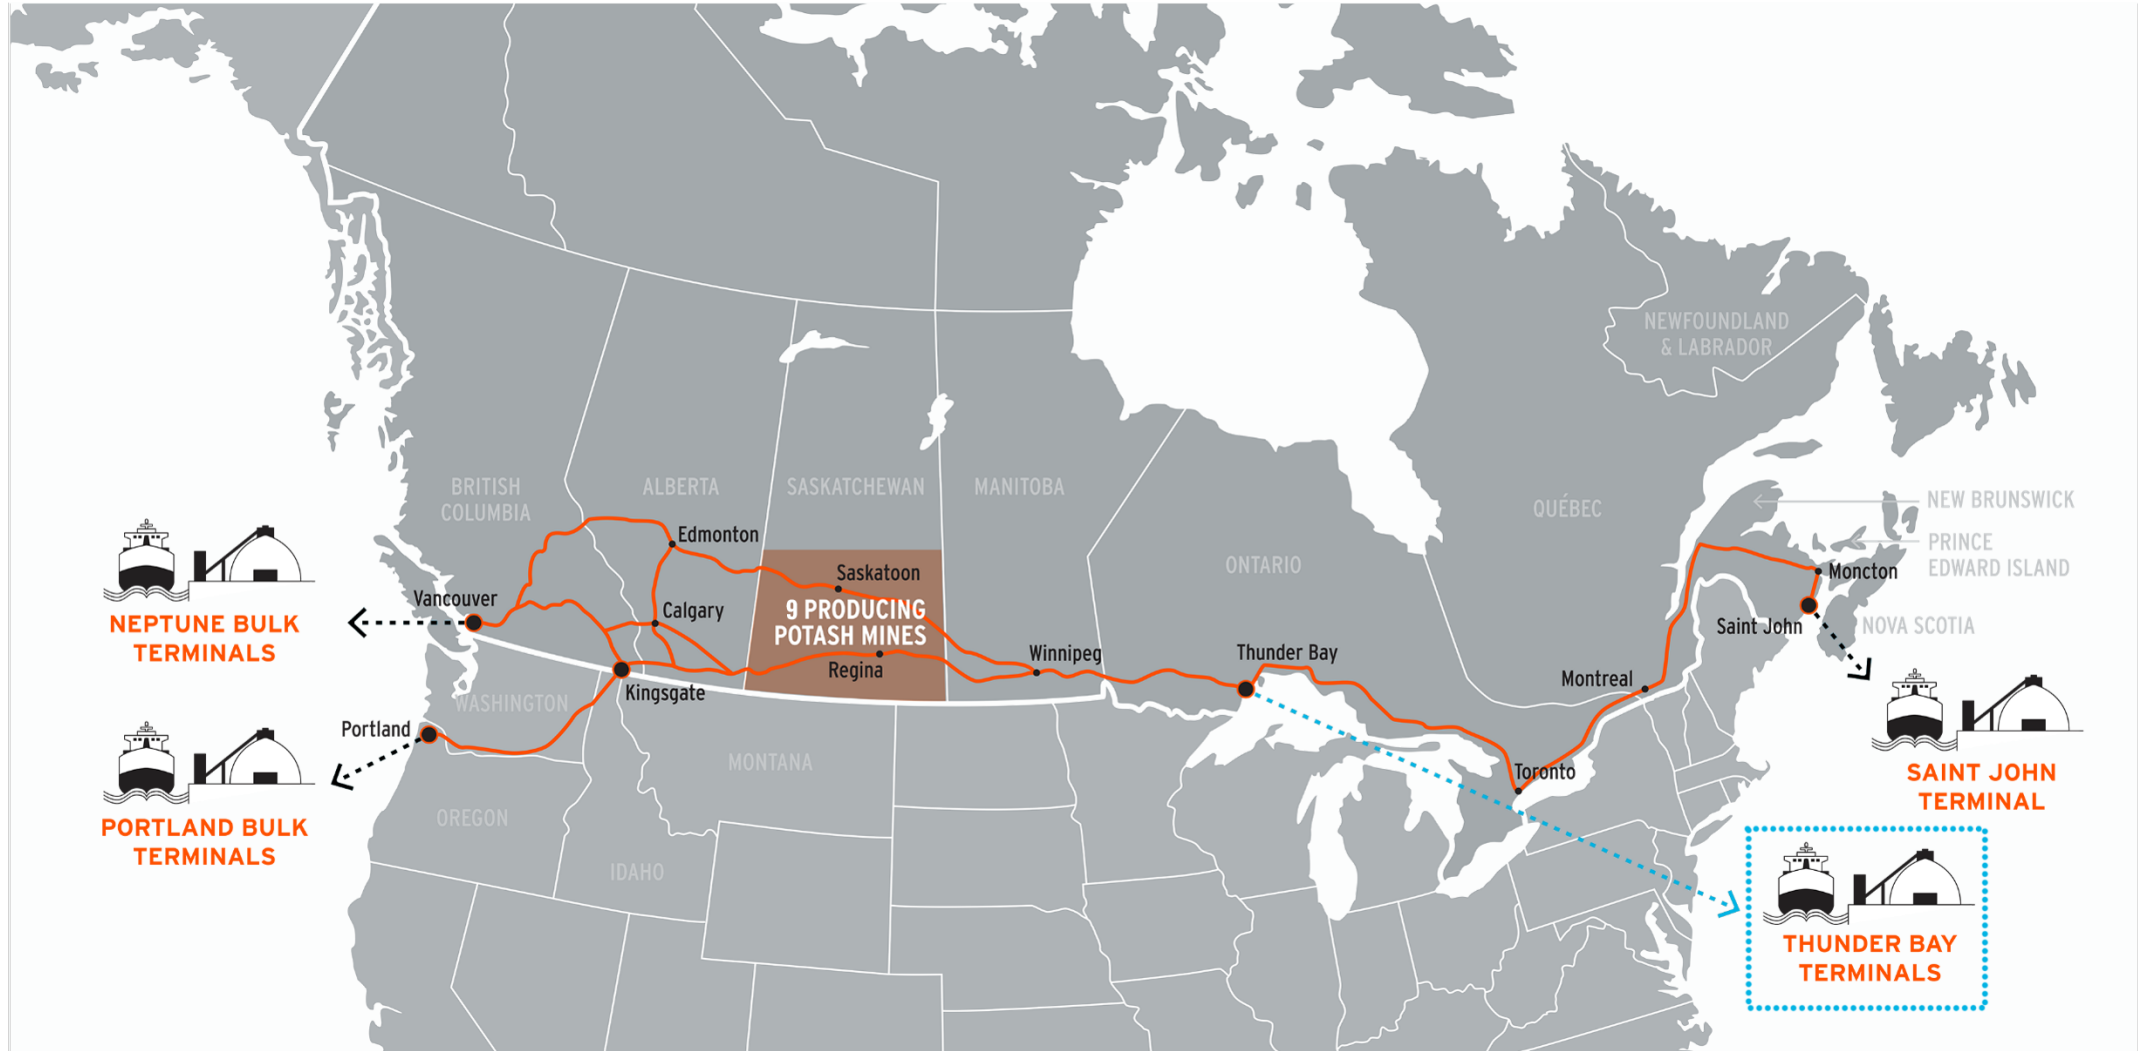 NEWFOUNDLAND
& LABRADOR
BRITISH
COLUMBIA
ALBERTA
SASKATCHEWAN
MANITOBA
ONTARIO
QUÉBEC
NEW BRUNSWICK
PRINCE
EDWARD ISLAND
NOVA SCOTIA
Edmonton
Saskatoon
9 PRODUCING
POTASH MINES
Regina
Calgary
Vancouver
Kingsgate
Portland
Winnipeg
Thunder Bay
Toronto
Montreal
Moncton
Saint John
WASHINGTON
OREGON
IDAHO
MONTANA
NEPTUNE BULK
TERMINALS
PORTLAND BULK
TERMINALS
SAINT JOHN
TERMINAL
THUNDER BAY
TERMINALS